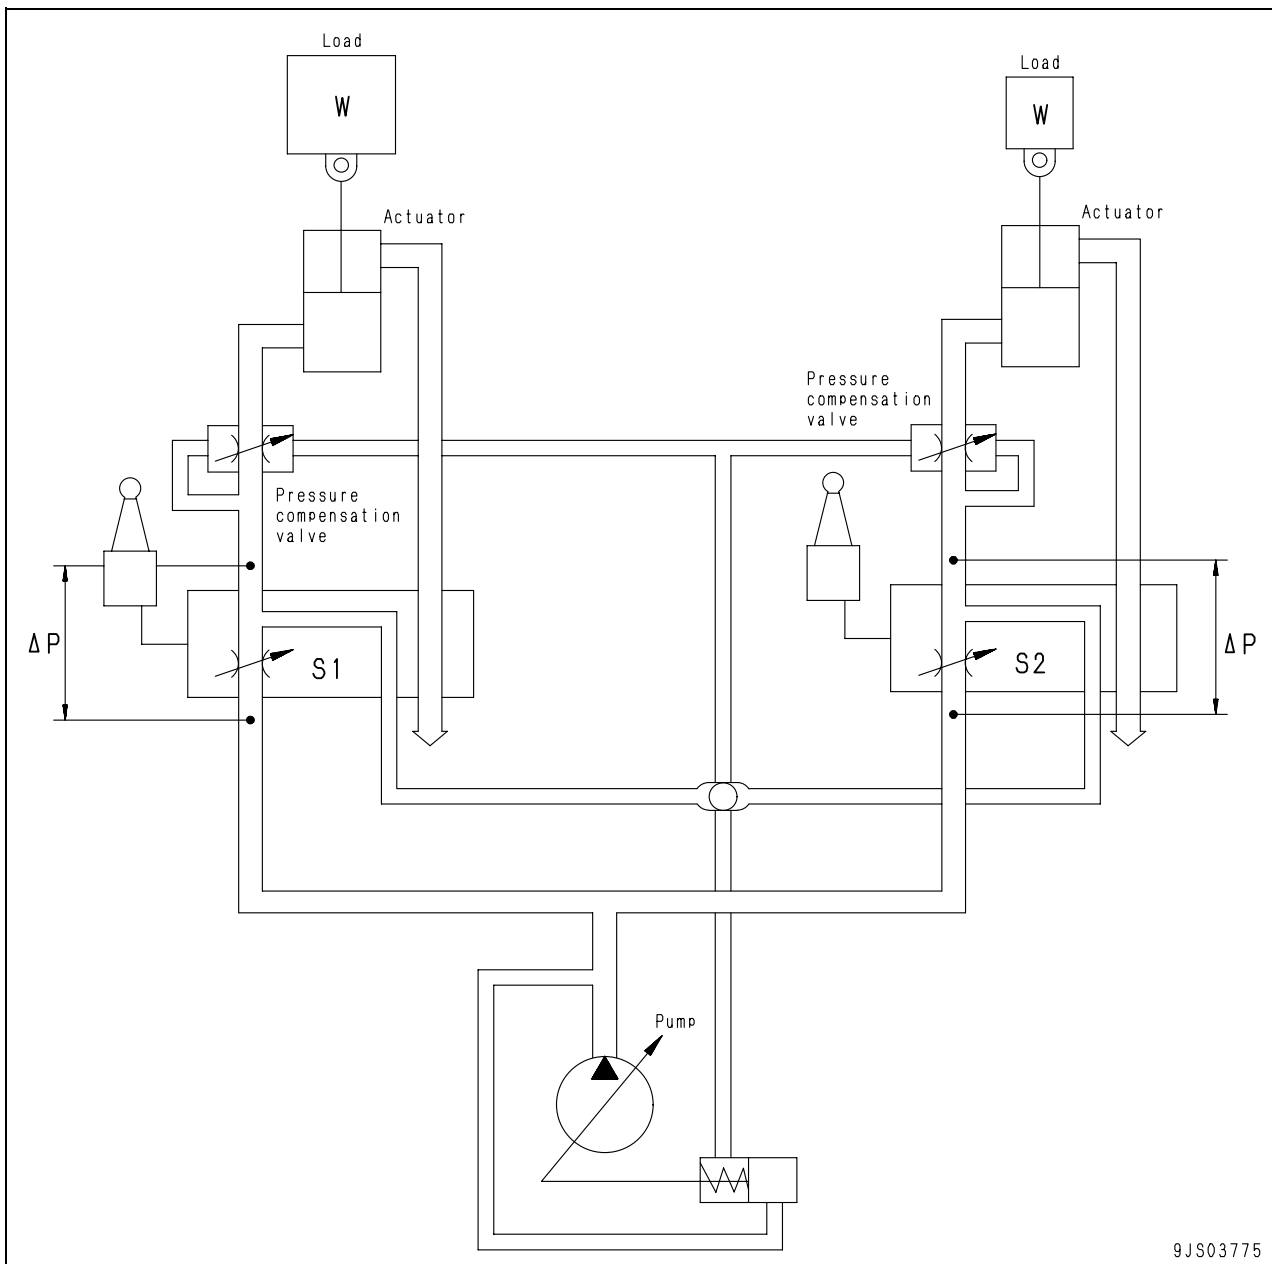 Load
W
Actuator
Load
W
Actuator
Pressure
compensation
valve
Pressure
compensation
valve
ΔP
S1
S2
ΔP
Pump
9JS03775